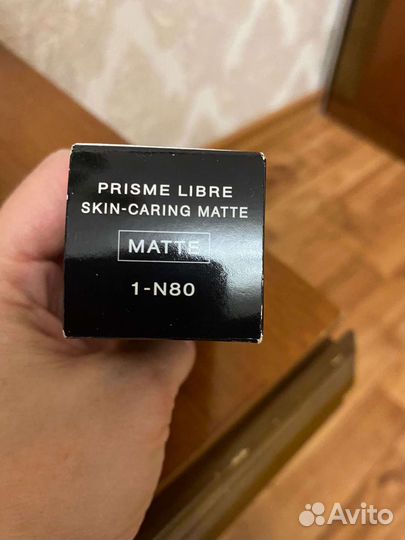 PRISME LIBRE
SKIN-CARING MATTE
MATTE
1-N80
Avito